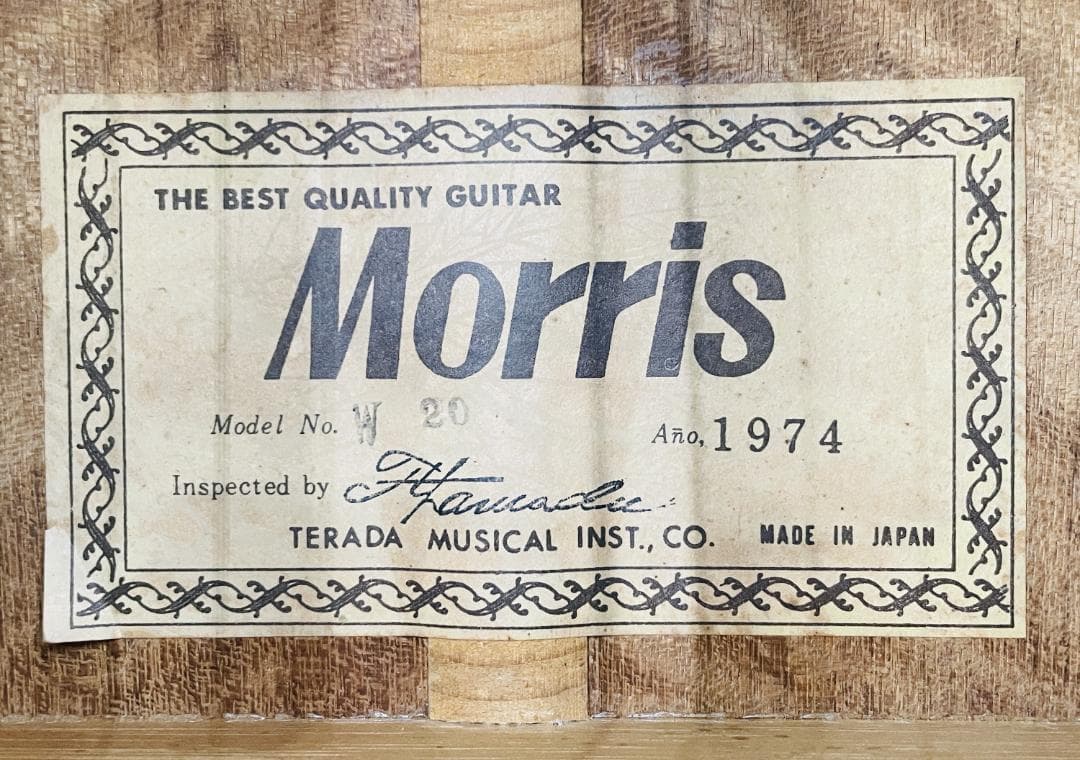 THE BEST QUALITY GUITAR
Morris
Model No. W 20
Año, 1974
Inspected by
TERADA MUSICAL INST., CO. MADE IN JAPAN